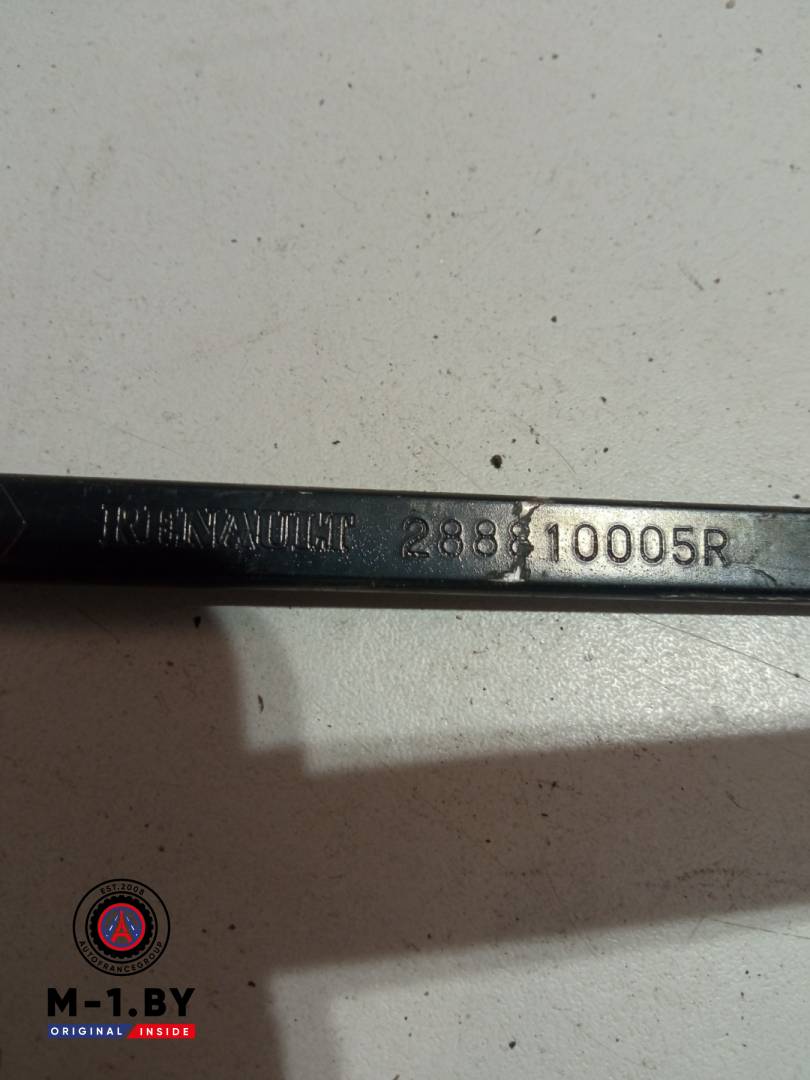 RENAULT 288810005R
EST.2008
AUTOFRANCEGROUP
M-1.BY
ORIGINAL INSIDE